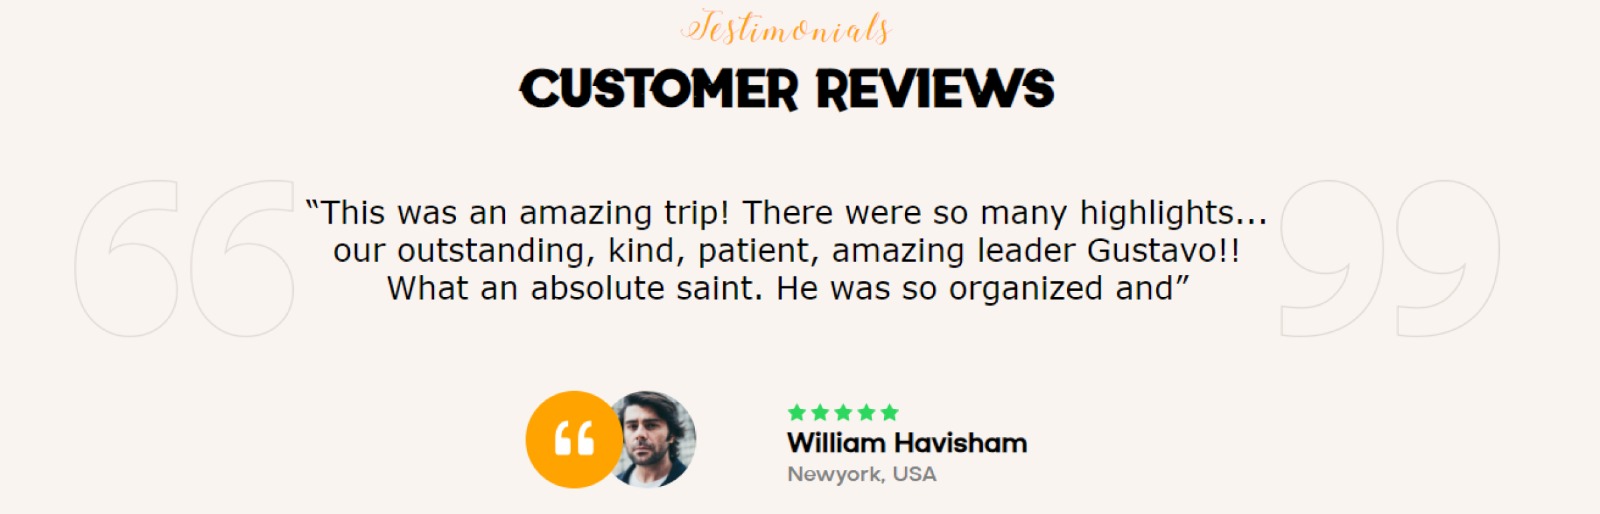 Testimonials
CUSTOMER REVIEWS
“This was an amazing trip! There were so many highlights...
our outstanding, kind, patient, amazing leader Gustavo!!
What an absolute saint. He was so organized and”
William Havisham
Newyork, USA